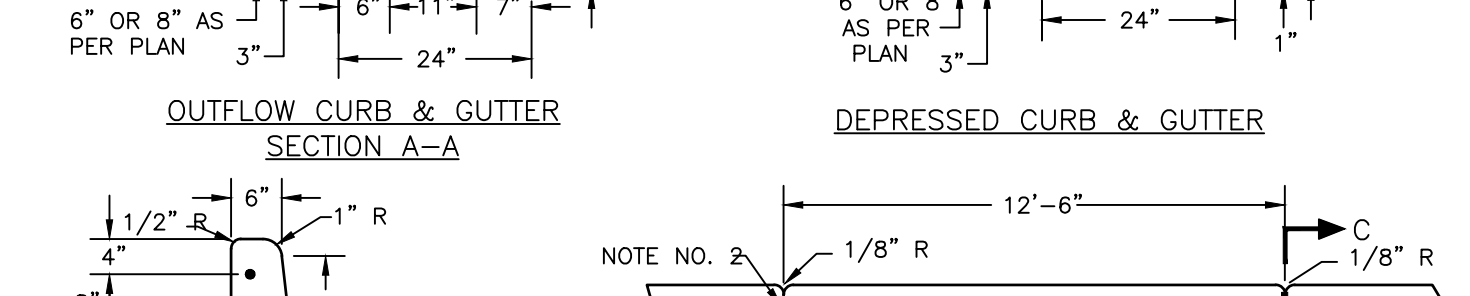 6" 11" 7"
6" OR 8" AS
PER PLAN
3"
24"
OUTFLOW CURB & GUTTER
SECTION A-A
6" OR 8"
AS PER
PLAN
3"
24"
1"
DEPRESSED CURB & GUTTER
6"
1/2" R
1" R
4"
12'-6"
C
NOTE NO. 2
1/8" R
1/8" R